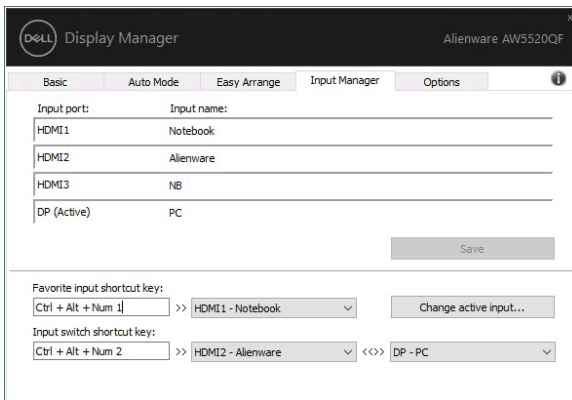 DELL Display Manager Alienware AW5520QF
x
Basic Auto Mode Easy Arrange Input Manager Options i
Input port: Input name:
HDMI1 Notebook
HDMI2 Alienware
HDMI3 NB
DP (Active) PC
Save
Favorite input shortcut key:
Ctrl + Alt + Num 1 >> HDMI1 - Notebook Change active input...
Input switch shortcut key:
Ctrl + Alt + Num 2 >> HDMI2 - Alienware <<>> DP - PC